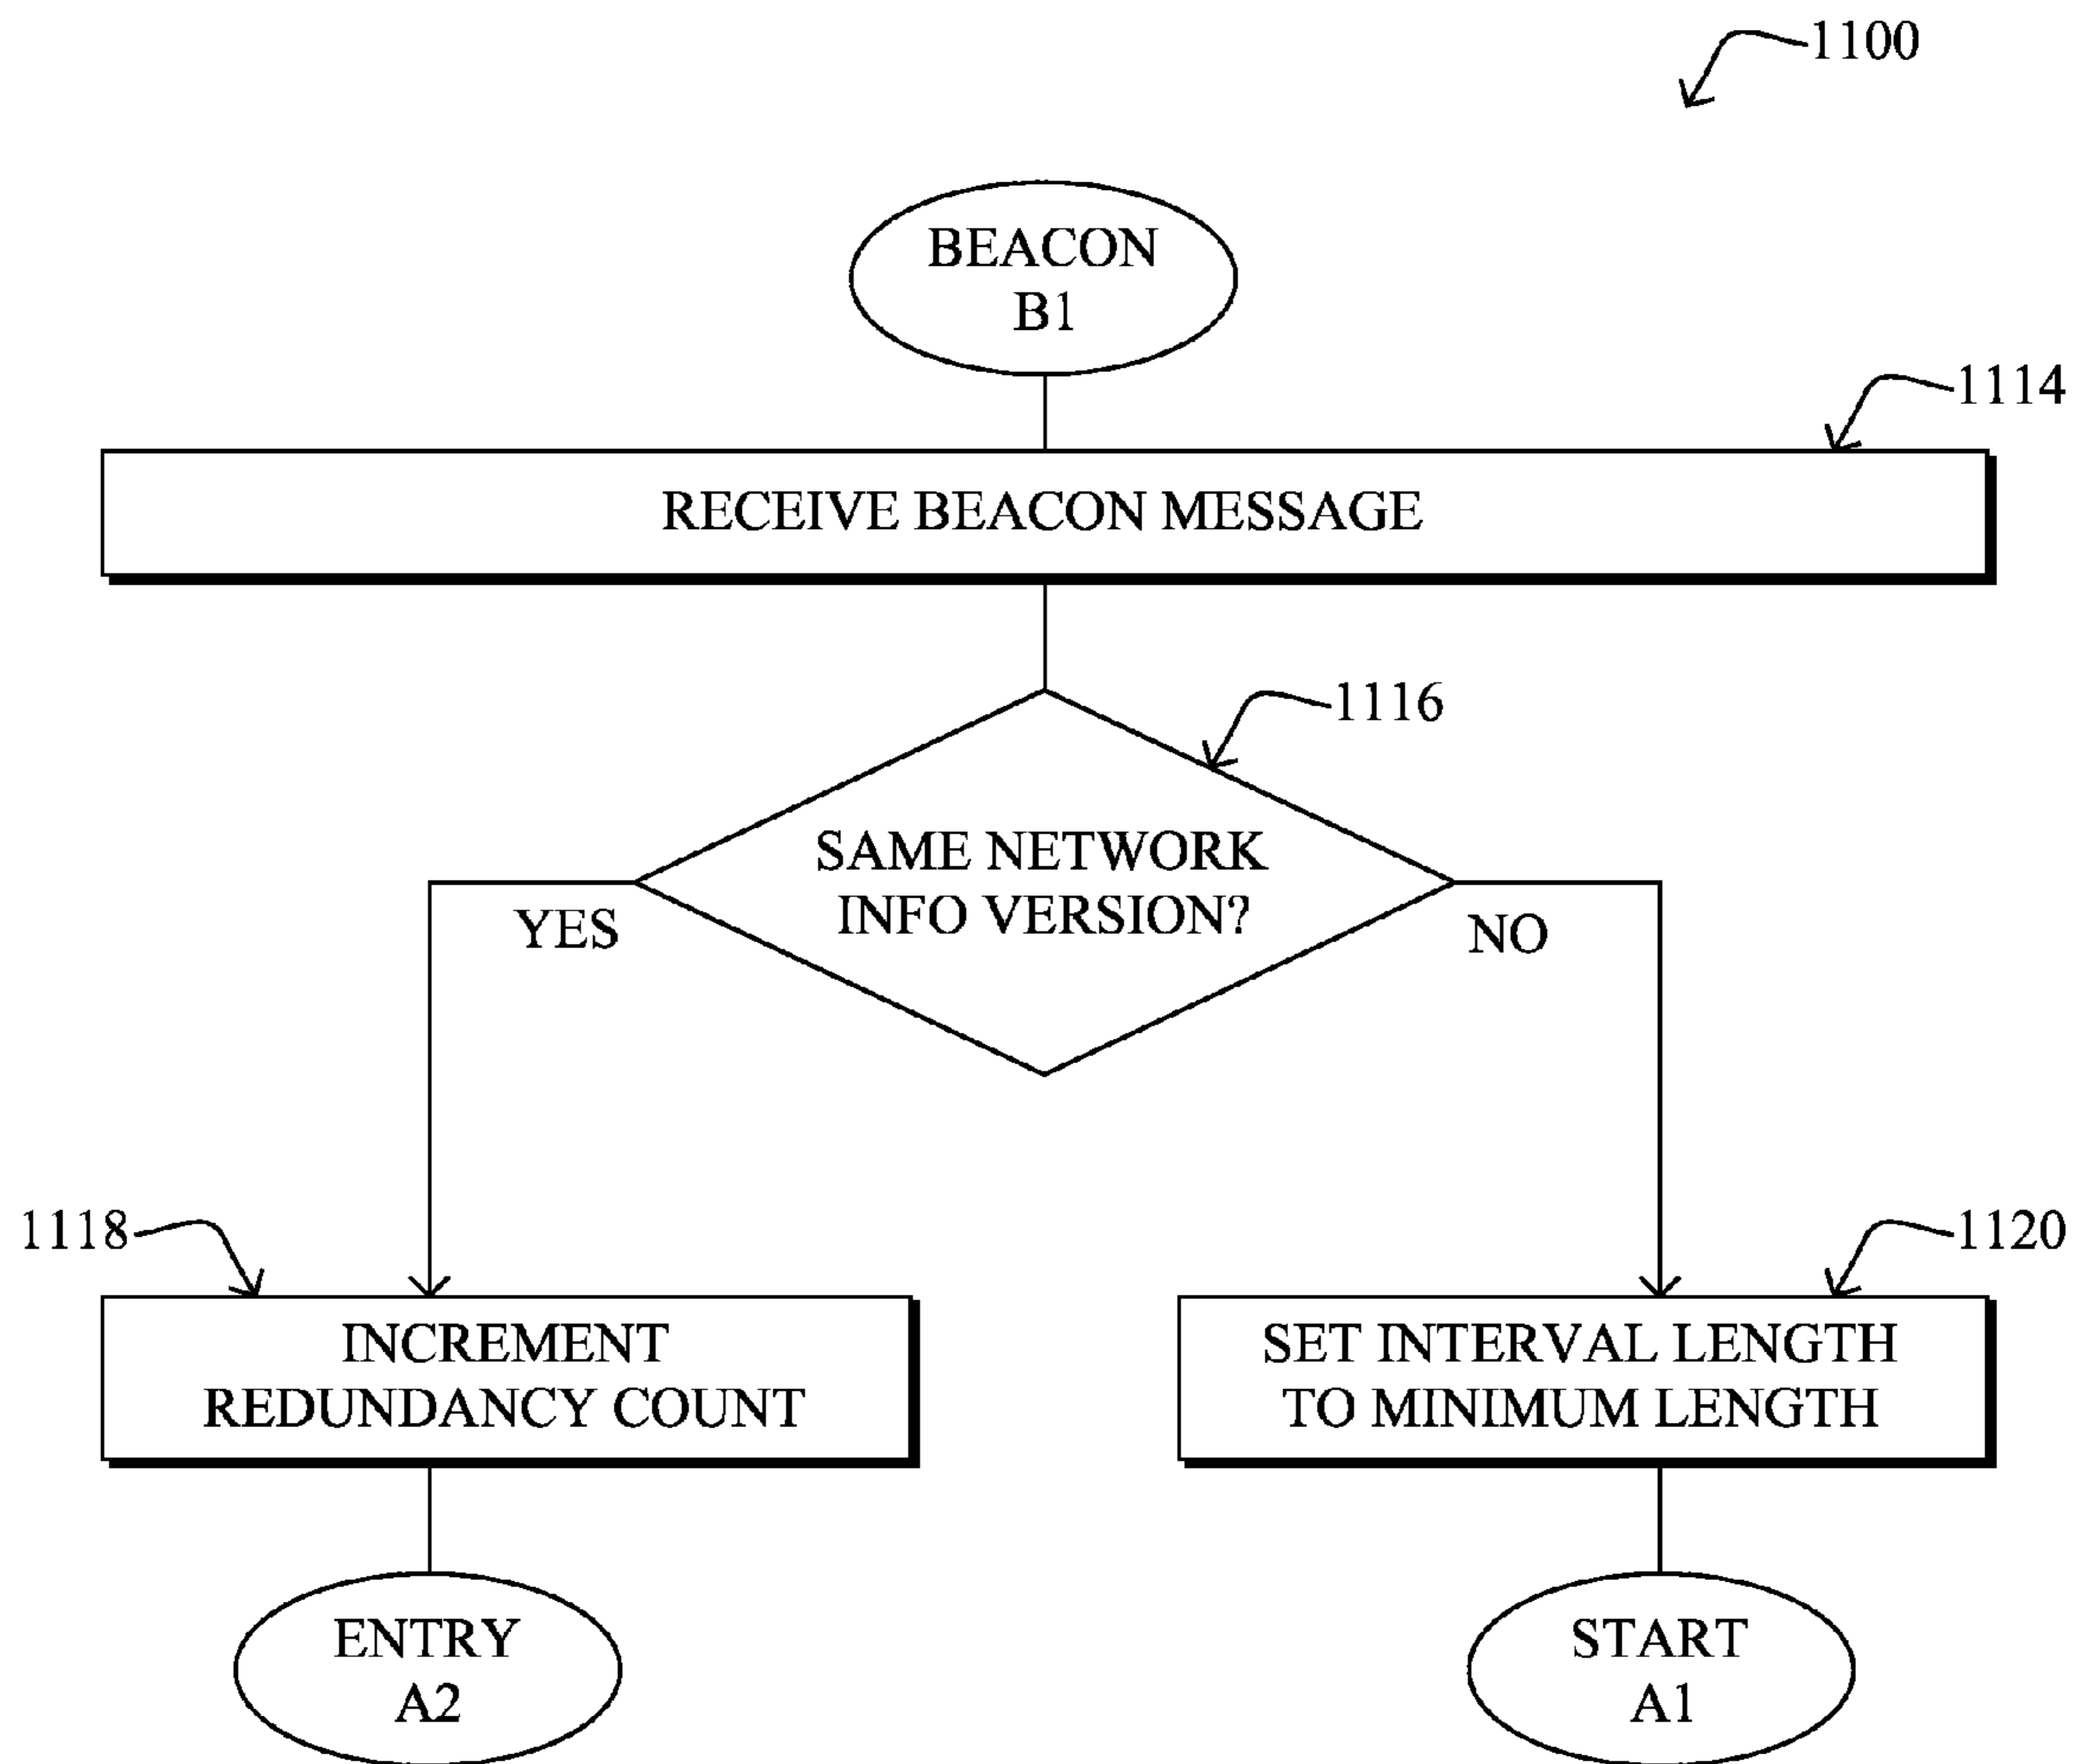 1100
BEACON
B1
1114
RECEIVE BEACON MESSAGE
1116
SAME NETWORK
INFO VERSION?
YES
NO
1118
1120
INCREMENT
REDUNDANCY COUNT
SET INTERVAL LENGTH
TO MINIMUM LENGTH
ENTRY
A2
START
A1